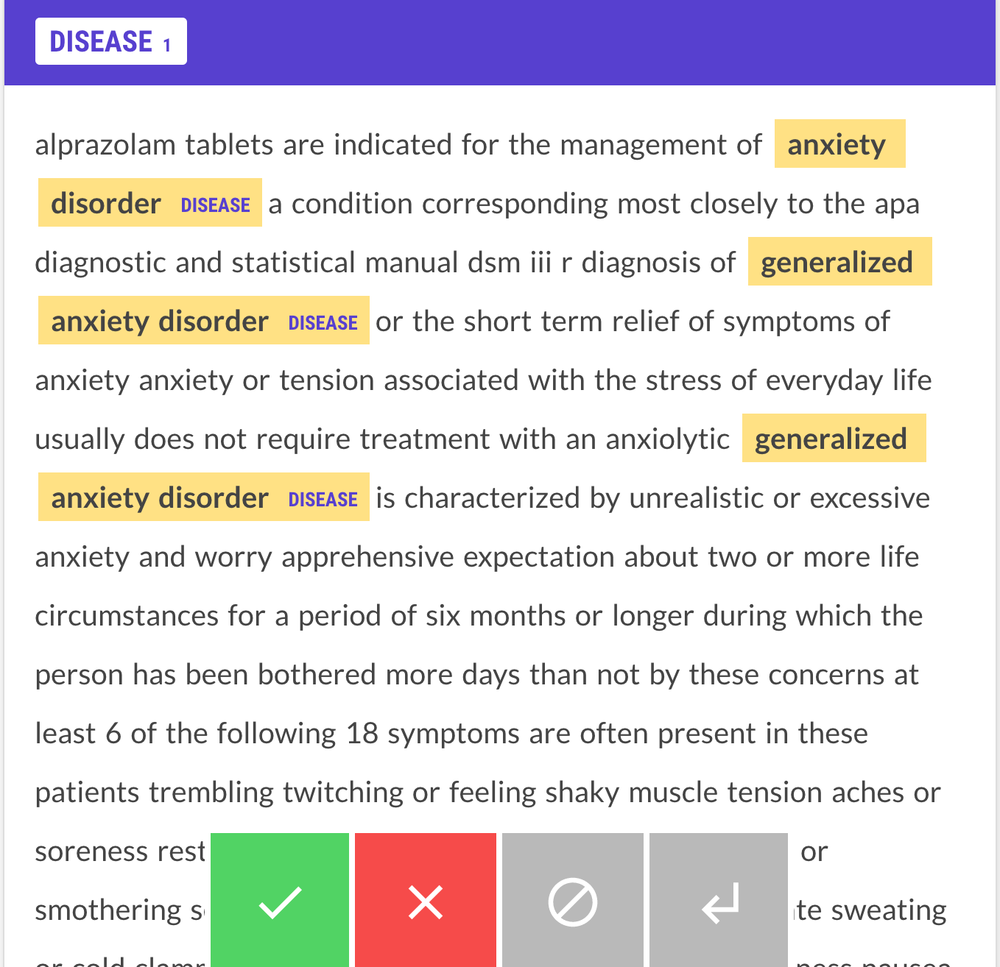 DISEASE 1
alprazolam tablets are indicated for the management of anxiety
disorder DISEASE a condition corresponding most closely to the apa
diagnostic and statistical manual dsm iii r diagnosis of generalized
anxiety disorder DISEASE or the short term relief of symptoms of
anxiety anxiety or tension associated with the stress of everyday life
usually does not require treatment with an anxiolytic generalized
anxiety disorder DISEASE is characterized by unrealistic or excessive
anxiety and worry apprehensive expectation about two or more life
circumstances for a period of six months or longer during which the
person has been bothered more days than not by these concerns at
least 6 of the following 18 symptoms are often present in these
patients trembling twitching or feeling shaky muscle tension aches or
soreness rest or
smothering te sweating
or cold nausea